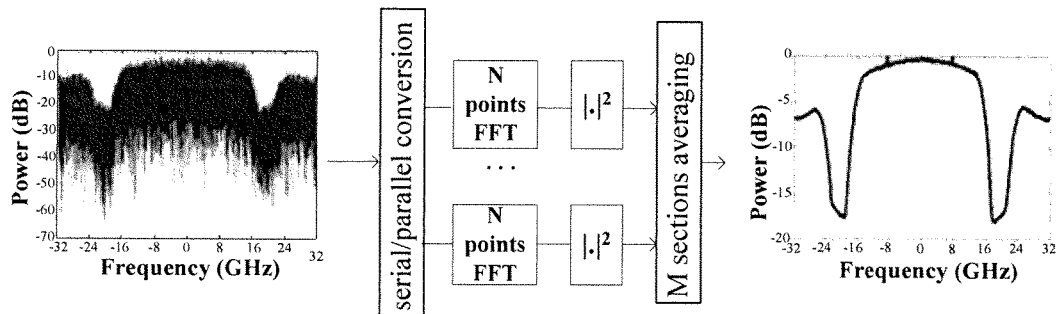 0
-10
-20
-30
-40
-50
-60
-70
Power (dB)
-32 -24 -16 -8 0 8 16 24 32
Frequency (GHz)
serial/parallel conversion
N
points
FFT
|.|²
...
N
points
FFT
|.|²
M sections averaging
0
-5
-10
-15
-20
Power (dB)
-32 -24 -16 -8 0 8 16 24 32
Frequency (GHz)